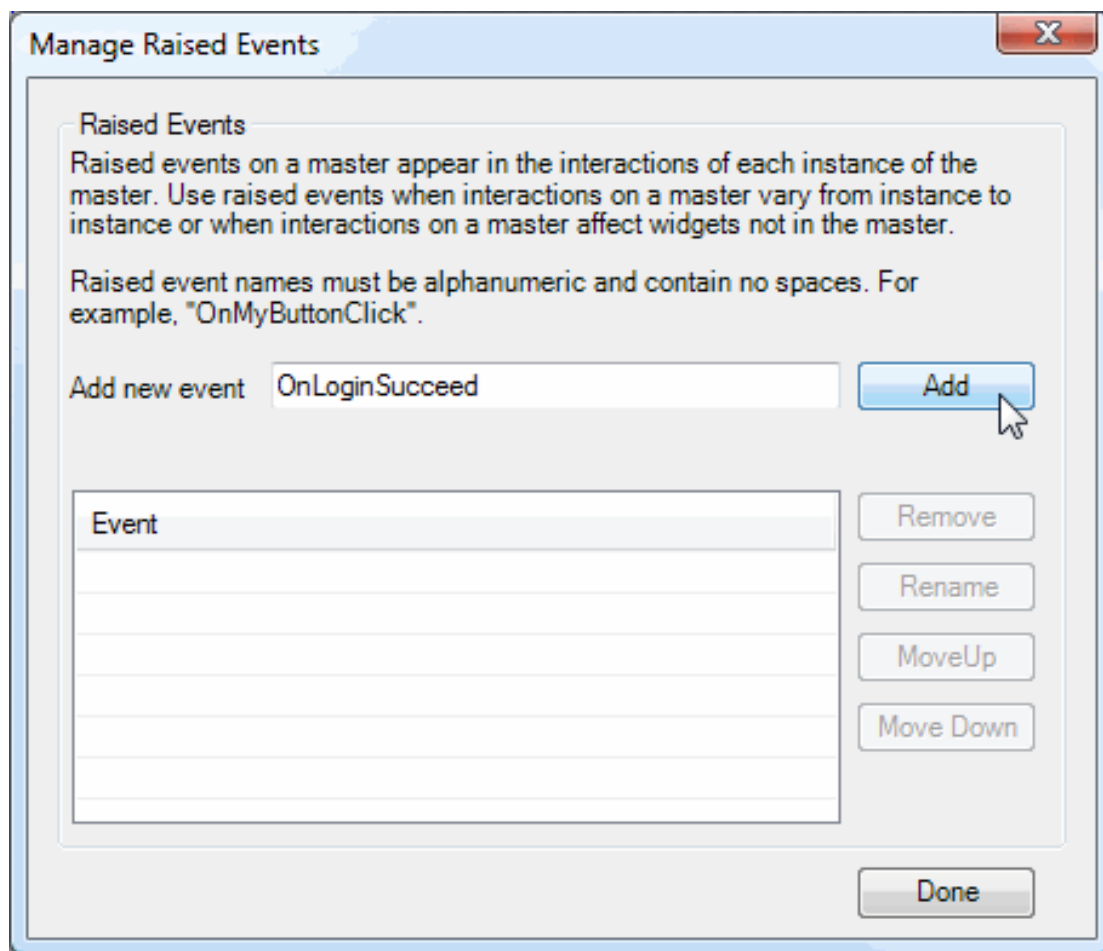 Manage Raised Events
X
Raised Events
Raised events on a master appear in the interactions of each instance of the
master. Use raised events when interactions on a master vary from instance to
instance or when interactions on a master affect widgets not in the master.
Raised event names must be alphanumeric and contain no spaces. For
example, "OnMyButtonClick".
Add new event OnLoginSucceed Add
Event
Remove
Rename
MoveUp
Move Down
Done